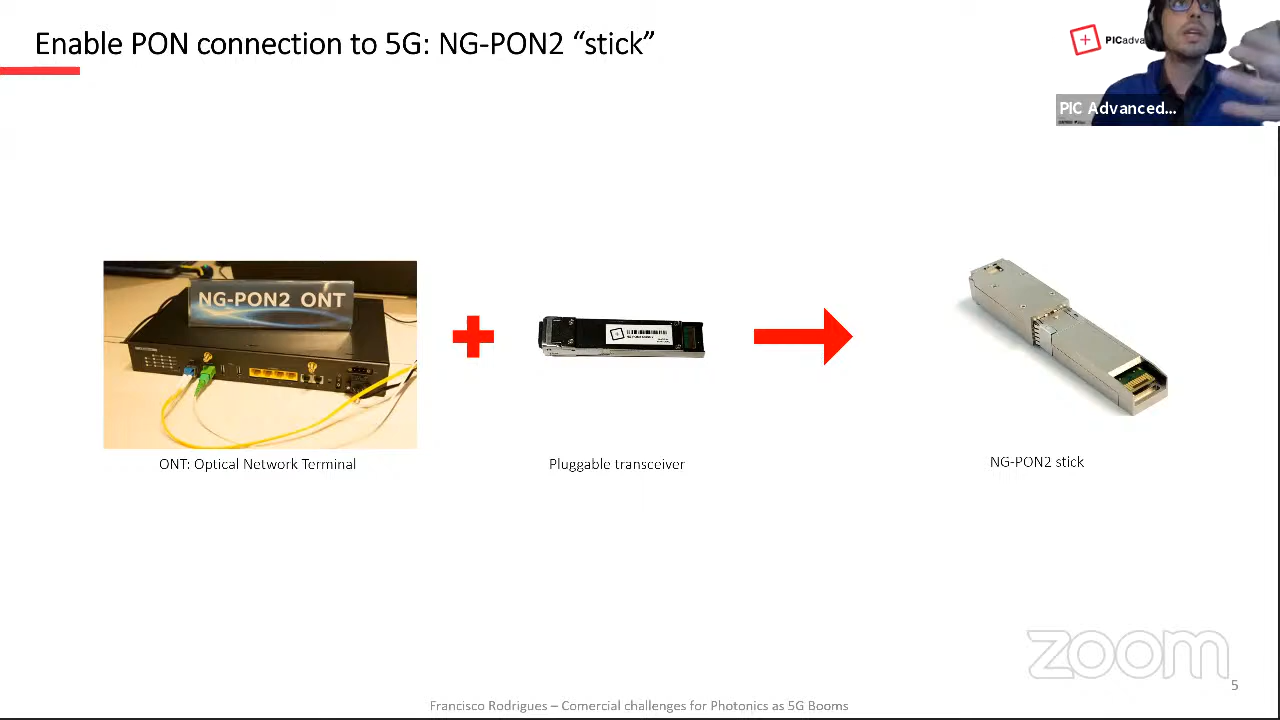 Enable PON connection to 5G: NG-PON2 “stick”
PICadva
PIC Advanced...
NG-PON2 ONT
ONT: Optical Network Terminal
Pluggable transceiver
NG-PON2 stick
zoom
5
Francisco Rodrigues – Comercial challenges for Photonics as 5G Booms